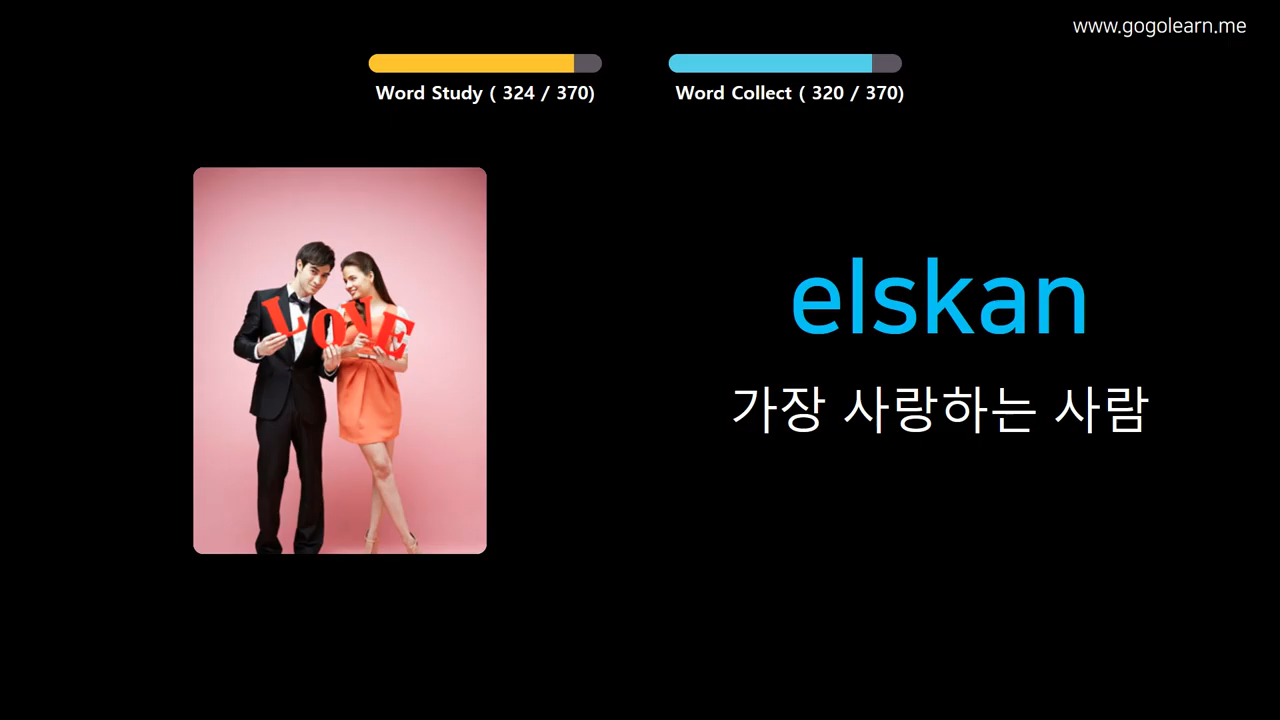 www.gogolearn.me
Word Study ( 324 / 370)
Word Collect ( 320 / 370)
LOVE
elskan
가장 사랑하는 사람